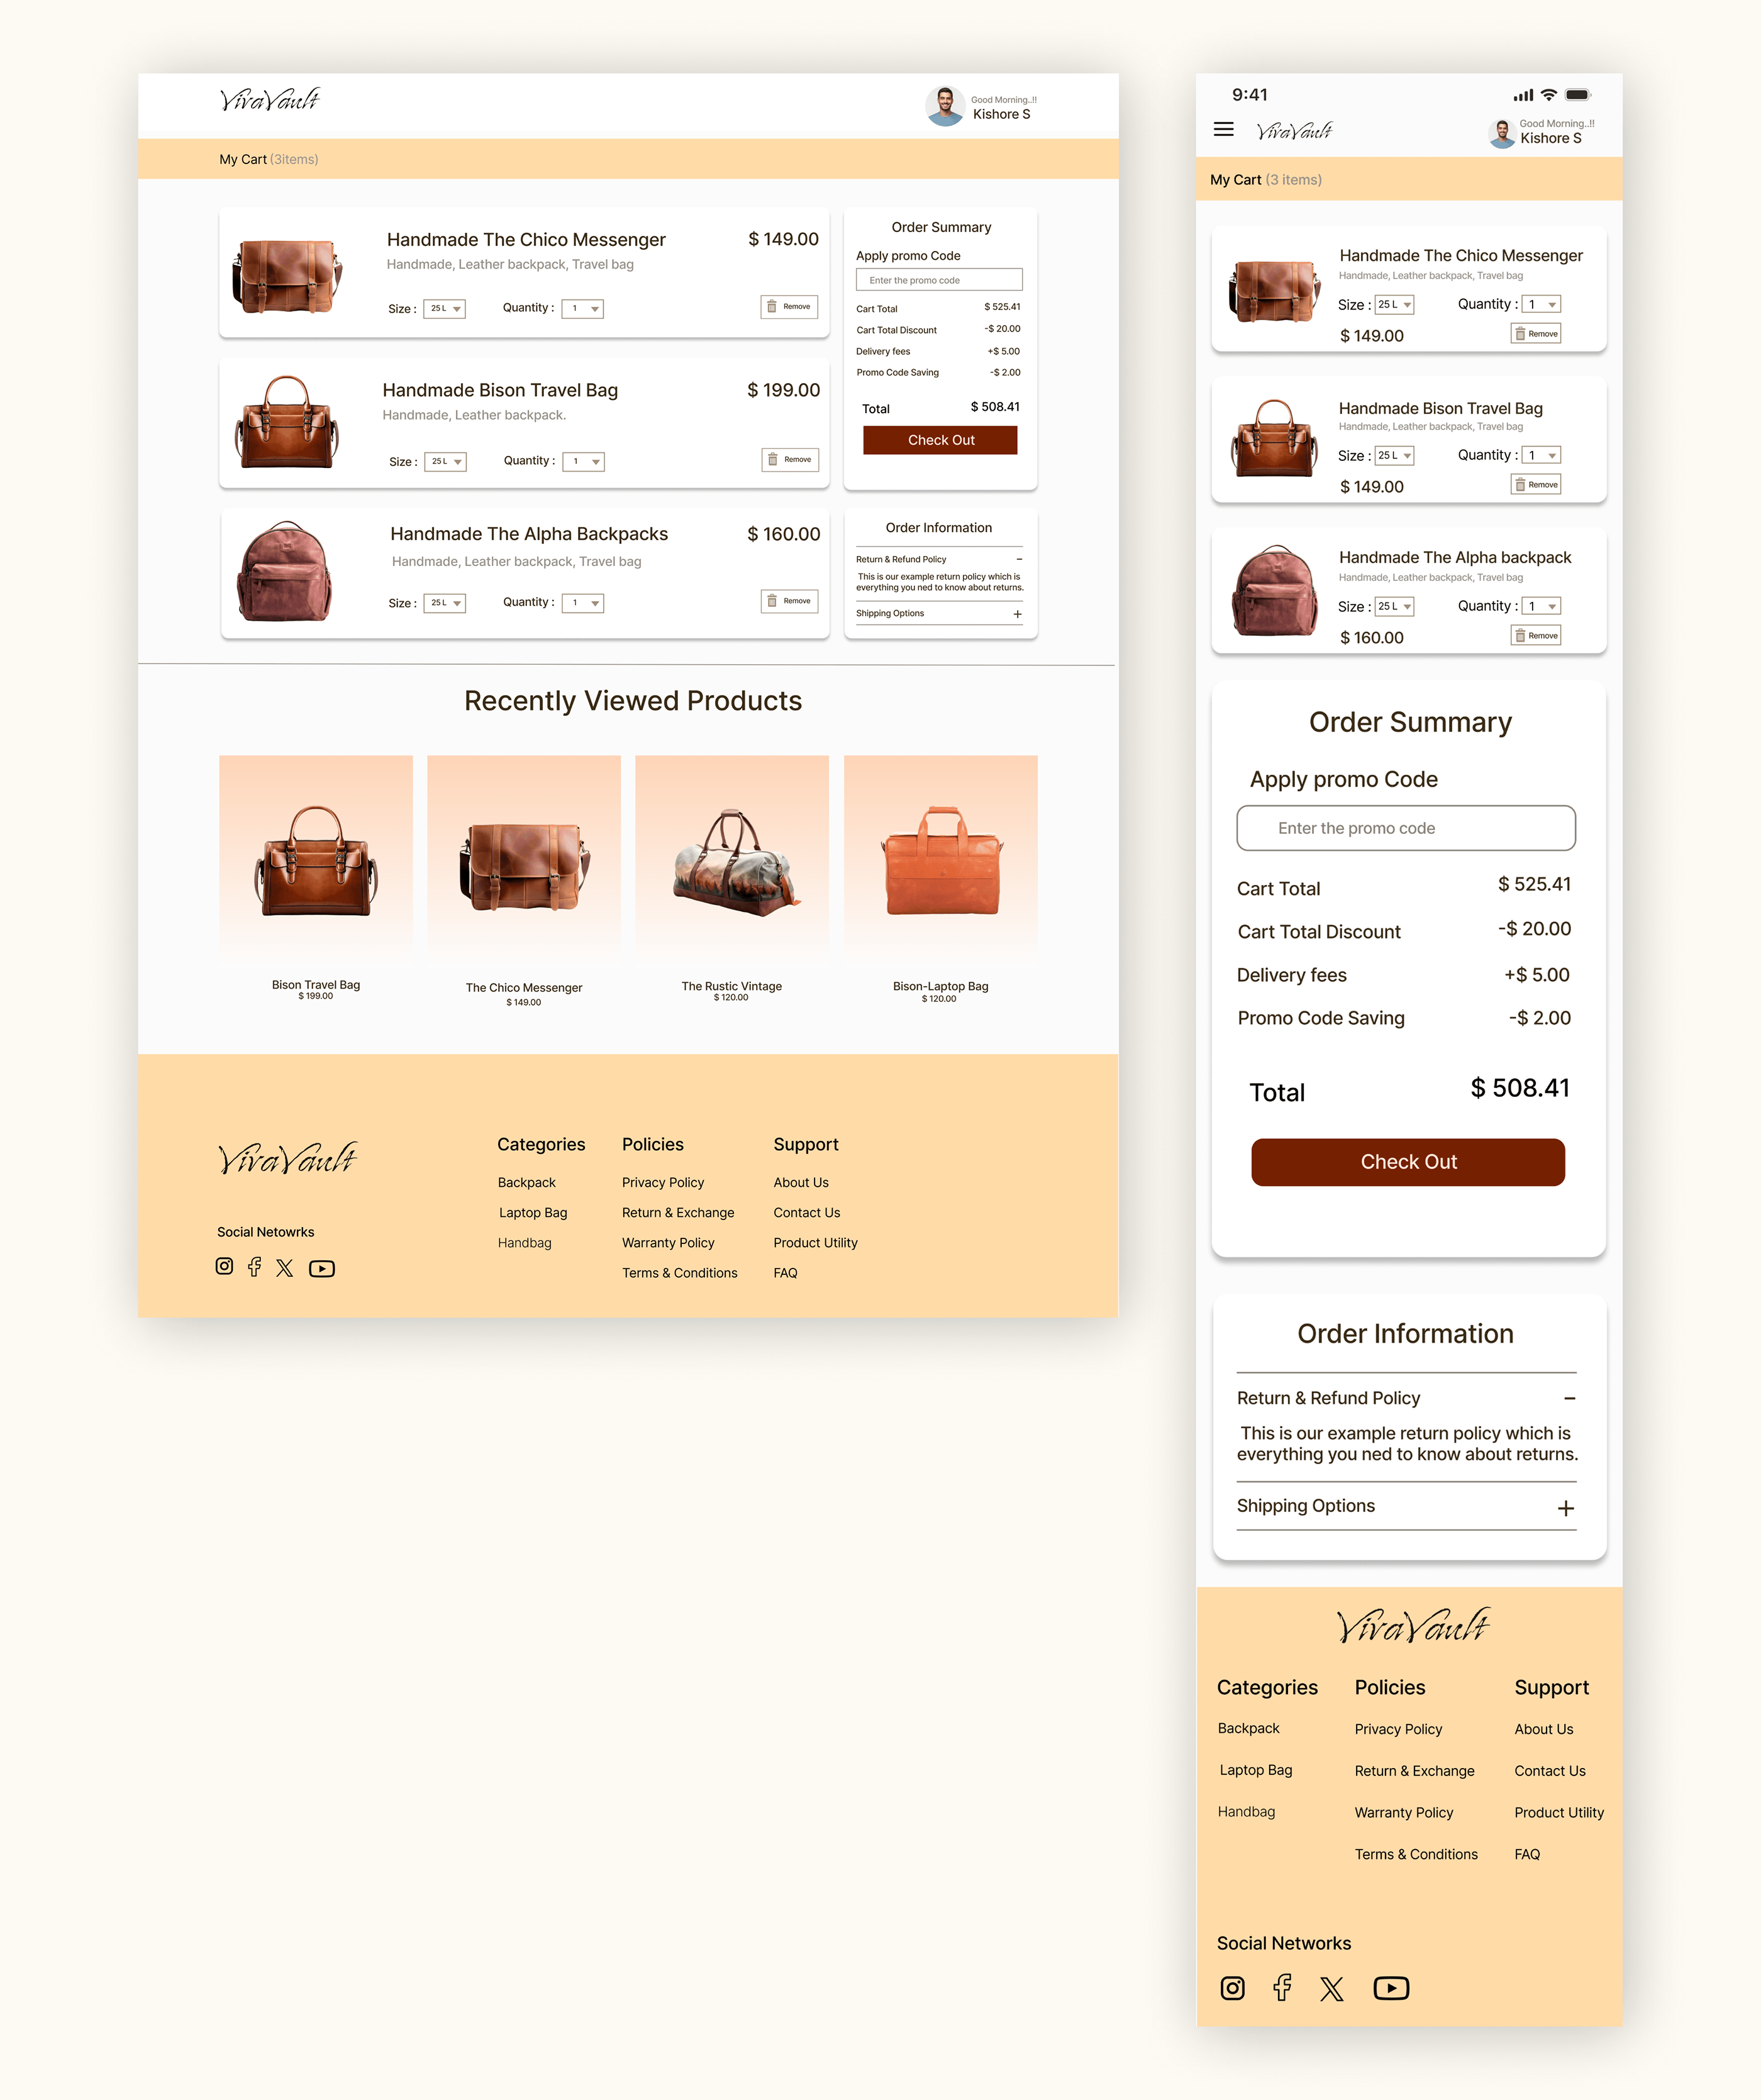 VivaVault
Good Morning..!!
Kishore S
My Cart (3items)
Handmade The Chico Messenger
$ 149.00
Handmade, Leather backpack, Travel bag
Size : 25 L Quantity : 1 Remove
Handmade Bison Travel Bag
$ 199.00
Handmade, Leather backpack.
Size : 25 L Quantity : 1 Remove
Handmade The Alpha Backpacks
$ 160.00
Handmade, Leather backpack, Travel bag
Size : 25 L Quantity : 1 Remove
Order Summary
Apply promo Code
Enter the promo code
Cart Total $ 525.41
Cart Total Discount -$ 20.00
Delivery fees +$ 5.00
Promo Code Saving -$ 2.00
Total $ 508.41
Check Out
Order Information
Return & Refund Policy −
This is our example return policy which is
everything you ned to know about returns.
Shipping Options +
Recently Viewed Products
Bison Travel Bag
$ 199.00
The Chico Messenger
$ 149.00
The Rustic Vintage
$ 120.00
Bison-Laptop Bag
$ 120.00
VivaVault
Social Netowrks
Categories
Backpack
Laptop Bag
Handbag
Policies
Privacy Policy
Return & Exchange
Warranty Policy
Terms & Conditions
Support
About Us
Contact Us
Product Utility
FAQ
9:41
VivaVault
Good Morning..!!
Kishore S
My Cart (3 items)
Handmade The Chico Messenger
Handmade, Leather backpack, Travel bag
Size : 25 L Quantity : 1
$ 149.00 Remove
Handmade Bison Travel Bag
Handmade, Leather backpack, Travel bag
Size : 25 L Quantity : 1
$ 149.00 Remove
Handmade The Alpha backpack
Handmade, Leather backpack, Travel bag
Size : 25 L Quantity : 1
$ 160.00 Remove
Order Summary
Apply promo Code
Enter the promo code
Cart Total $ 525.41
Cart Total Discount -$ 20.00
Delivery fees +$ 5.00
Promo Code Saving -$ 2.00
Total $ 508.41
Check Out
Order Information
Return & Refund Policy −
This is our example return policy which is
everything you ned to know about returns.
Shipping Options +
VivaVault
Categories
Backpack
Laptop Bag
Handbag
Policies
Privacy Policy
Return & Exchange
Warranty Policy
Terms & Conditions
Support
About Us
Contact Us
Product Utility
FAQ
Social Networks